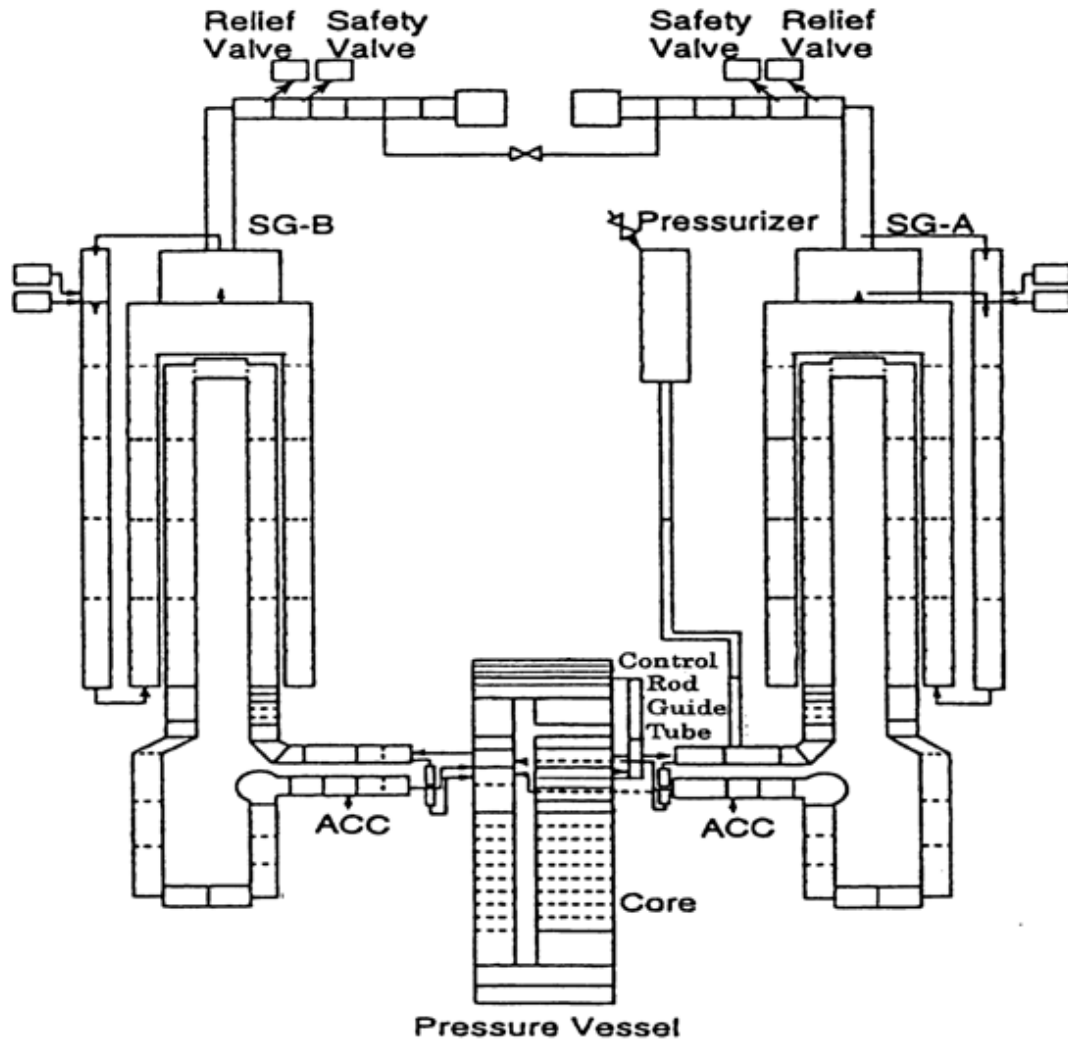 Relief Safety
Valve Valve
Safety Relief
Valve Valve
SG-B
Pressurizer
SG-A
Control
Rod
Guide
Tube
ACC
ACC
Core
Pressure Vessel